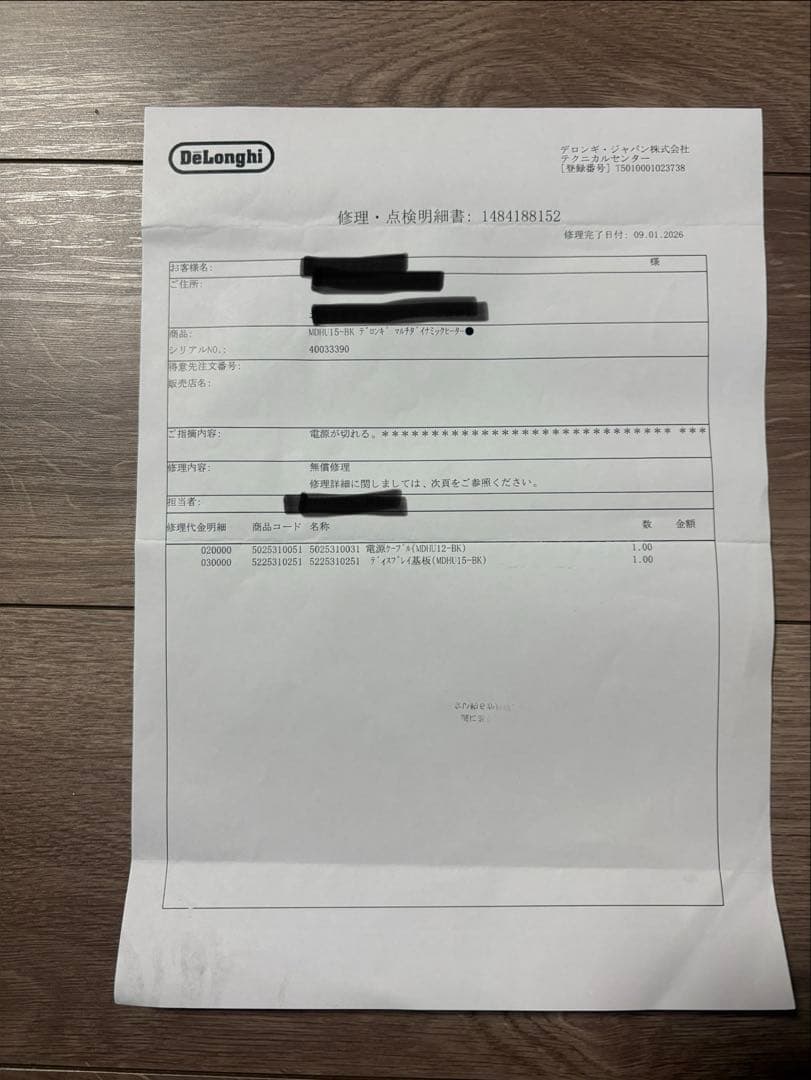 DeLonghi
デロンギ・ジャパン株式会社
テクニカルセンター
[登録番号] T5010001023738
修理・点検明細書: 1484188152
修理完了日付: 09.01.2026
お客様名: 様
ご住所:
商品: MDHU15-BK ﾃﾞﾛﾝｷﾞ ﾏﾙﾁﾀﾞｲﾅﾐｯｸﾋｰﾀｰ●
シリアルNO.: 40033390
得意先注文番号:
販売店名:
ご指摘内容: 電源が切れる。＊＊＊＊＊＊＊＊＊＊＊＊＊＊＊＊＊＊＊＊＊＊＊＊＊＊＊＊＊ ＊＊＊
修理内容: 無償修理
修理詳細に関しましては、次頁をご参照ください。
担当者:
修理代金明細 商品コード 名称 数 金額
020000 5025310051 5025310031 電源ｹｰﾌﾞﾙ(MDHU12-BK) 1.00
030000 5225310251 5225310251 ﾃﾞｨｽﾌﾟﾚｲ基板(MDHU15-BK) 1.00